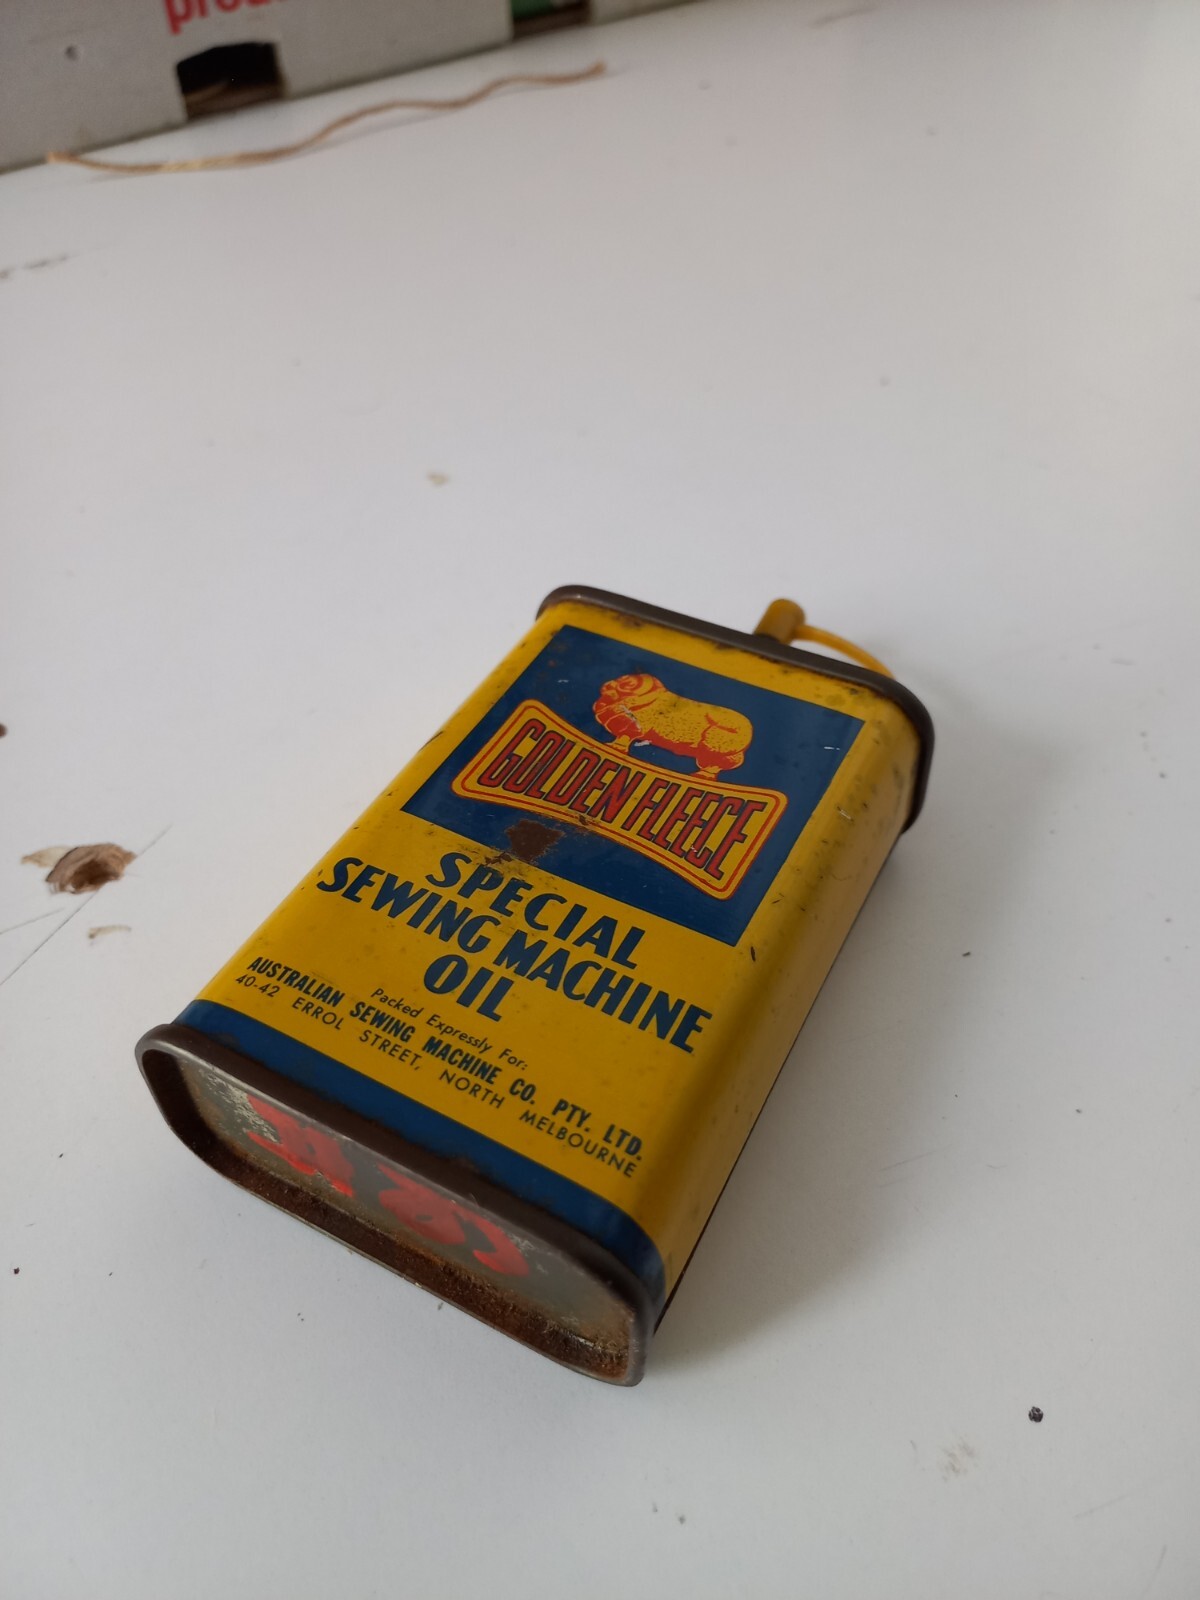 GOLDEN FLEECE
SPECIAL
SEWING MACHINE
OIL
Packed Expressly For:
AUSTRALIAN SEWING MACHINE CO. PTY. LTD.
40-42 ERROL STREET, NORTH MELBOURNE